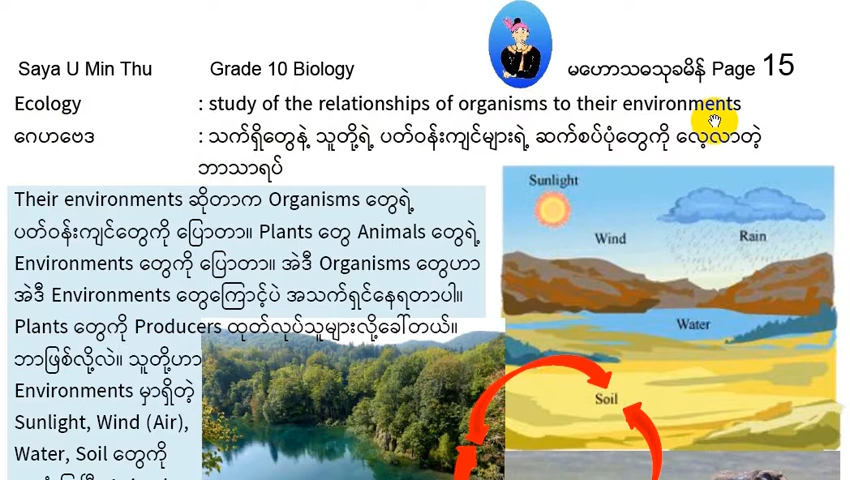 Saya U Min Thu Grade 10 Biology မဟောသဓသုခမိန် Page 15
Ecology : study of the relationships of organisms to their environments
ဂေဟဗေဒ : သက်ရှိတွေနဲ့ သူတို့ရဲ့ ပတ်ဝန်းကျင်များရဲ့ ဆက်စပ်ပုံတွေကို လေ့လာတဲ့
ဘာသာရပ်
Their environments ဆိုတာက Organisms တွေရဲ့
ပတ်ဝန်းကျင်တွေကို ပြောတာ။ Plants တွေ Animals တွေရဲ့
Environments တွေကို ပြောတာ။ အဲဒီ Organisms တွေဟာ
အဲဒီ Environments တွေကြောင့်ပဲ အသက်ရှင်နေရတာပါ။
Plants တွေကို Producers ထုတ်လုပ်သူများလို့ခေါ်တယ်။
ဘာဖြစ်လို့လဲ။ သူတို့ဟာ
Environments မှာရှိတဲ့
Sunlight, Wind (Air),
Water, Soil တွေကို
Sunlight
Wind
Rain
Water
Soil